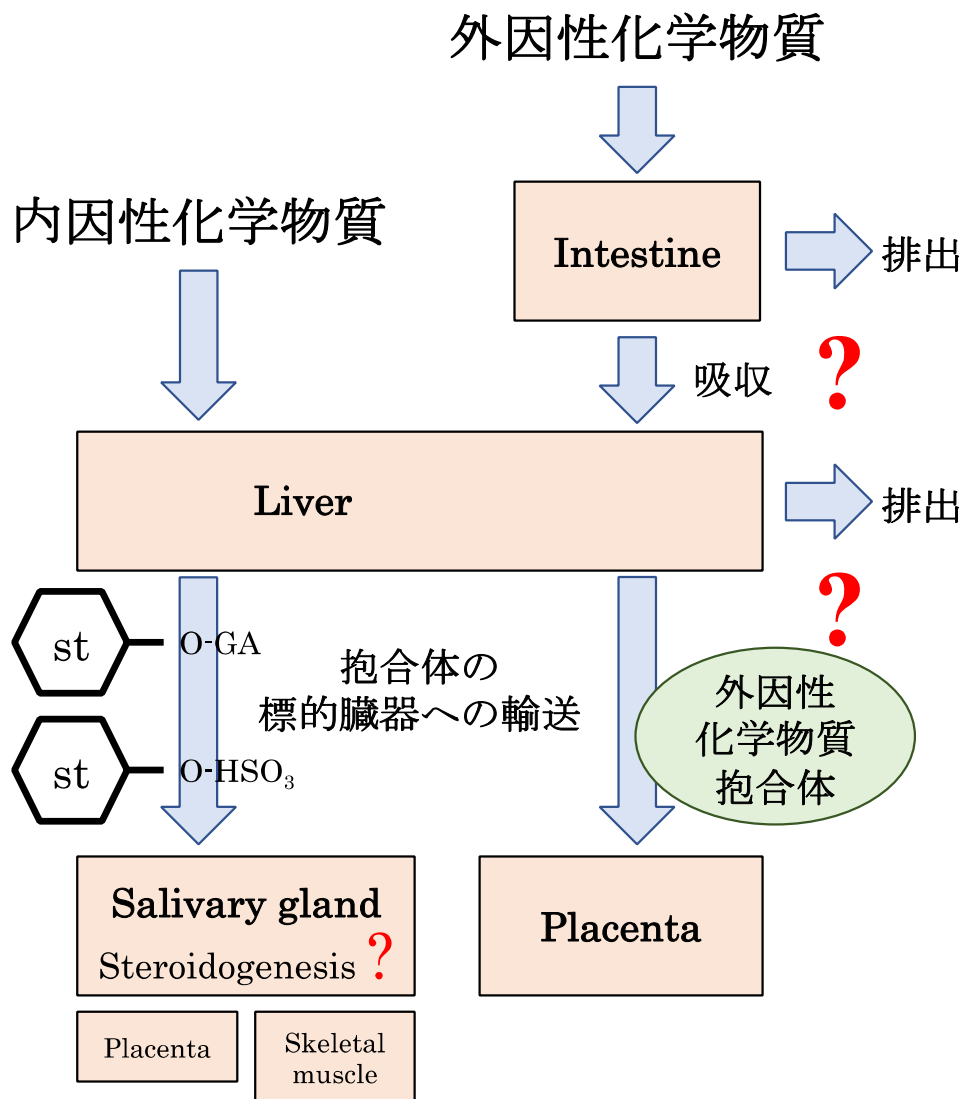 外因性化学物質
内因性化学物質
Intestine
排出
吸収
?
Liver
排出
?
st
O-GA
抱合体の
標的臓器への輸送
外因性
化学物質
抱合体
st
O-HSO₃
Salivary gland
Steroidogenesis ?
Placenta
Placenta
Skeletal
muscle